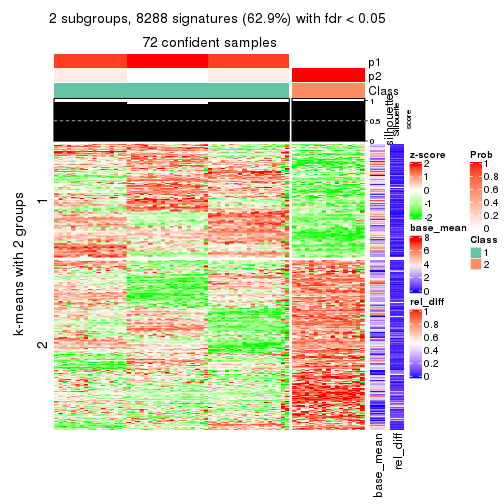 2 subgroups, 8288 signatures (62.9%) with fdr < 0.05
72 confident samples
p1
p2
Class
1
0.5
0
silhouette
Silhouette
score
k-means with 2 groups
1
2
base_mean
rel_diff
z-score
2
1
0
-1
-2
base_mean
8
6
4
2
0
rel_diff
1
0.8
0.6
0.4
0.2
0
Prob
1
0.8
0.6
0.4
0.2
0
Class
1
2